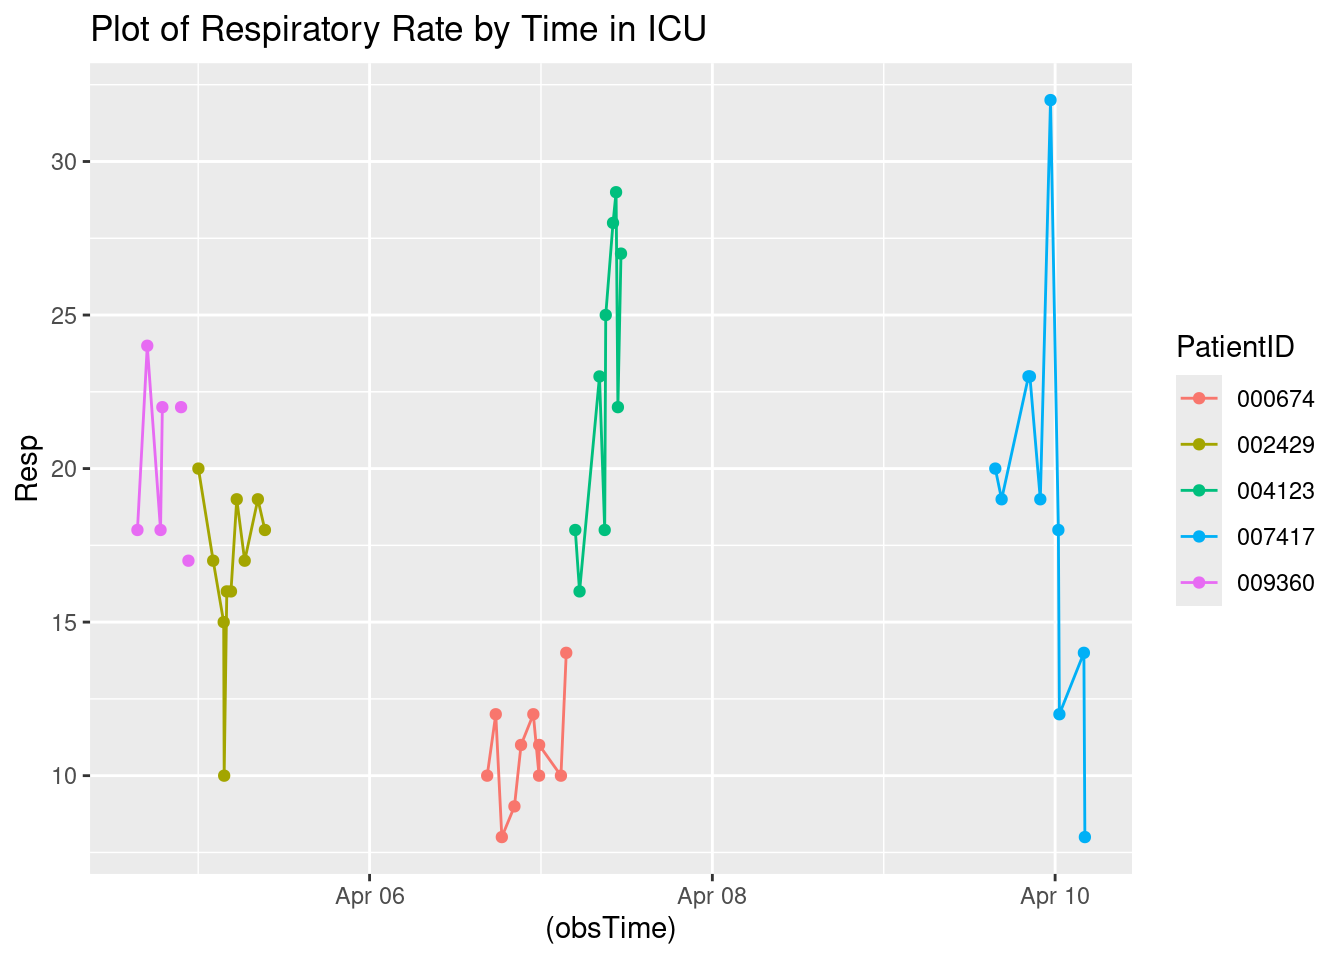 Plot of Respiratory Rate by Time in ICU
Resp
30
25
20
15
10
Apr 06
Apr 08
Apr 10
(obsTime)
PatientID
000674
002429
004123
007417
009360